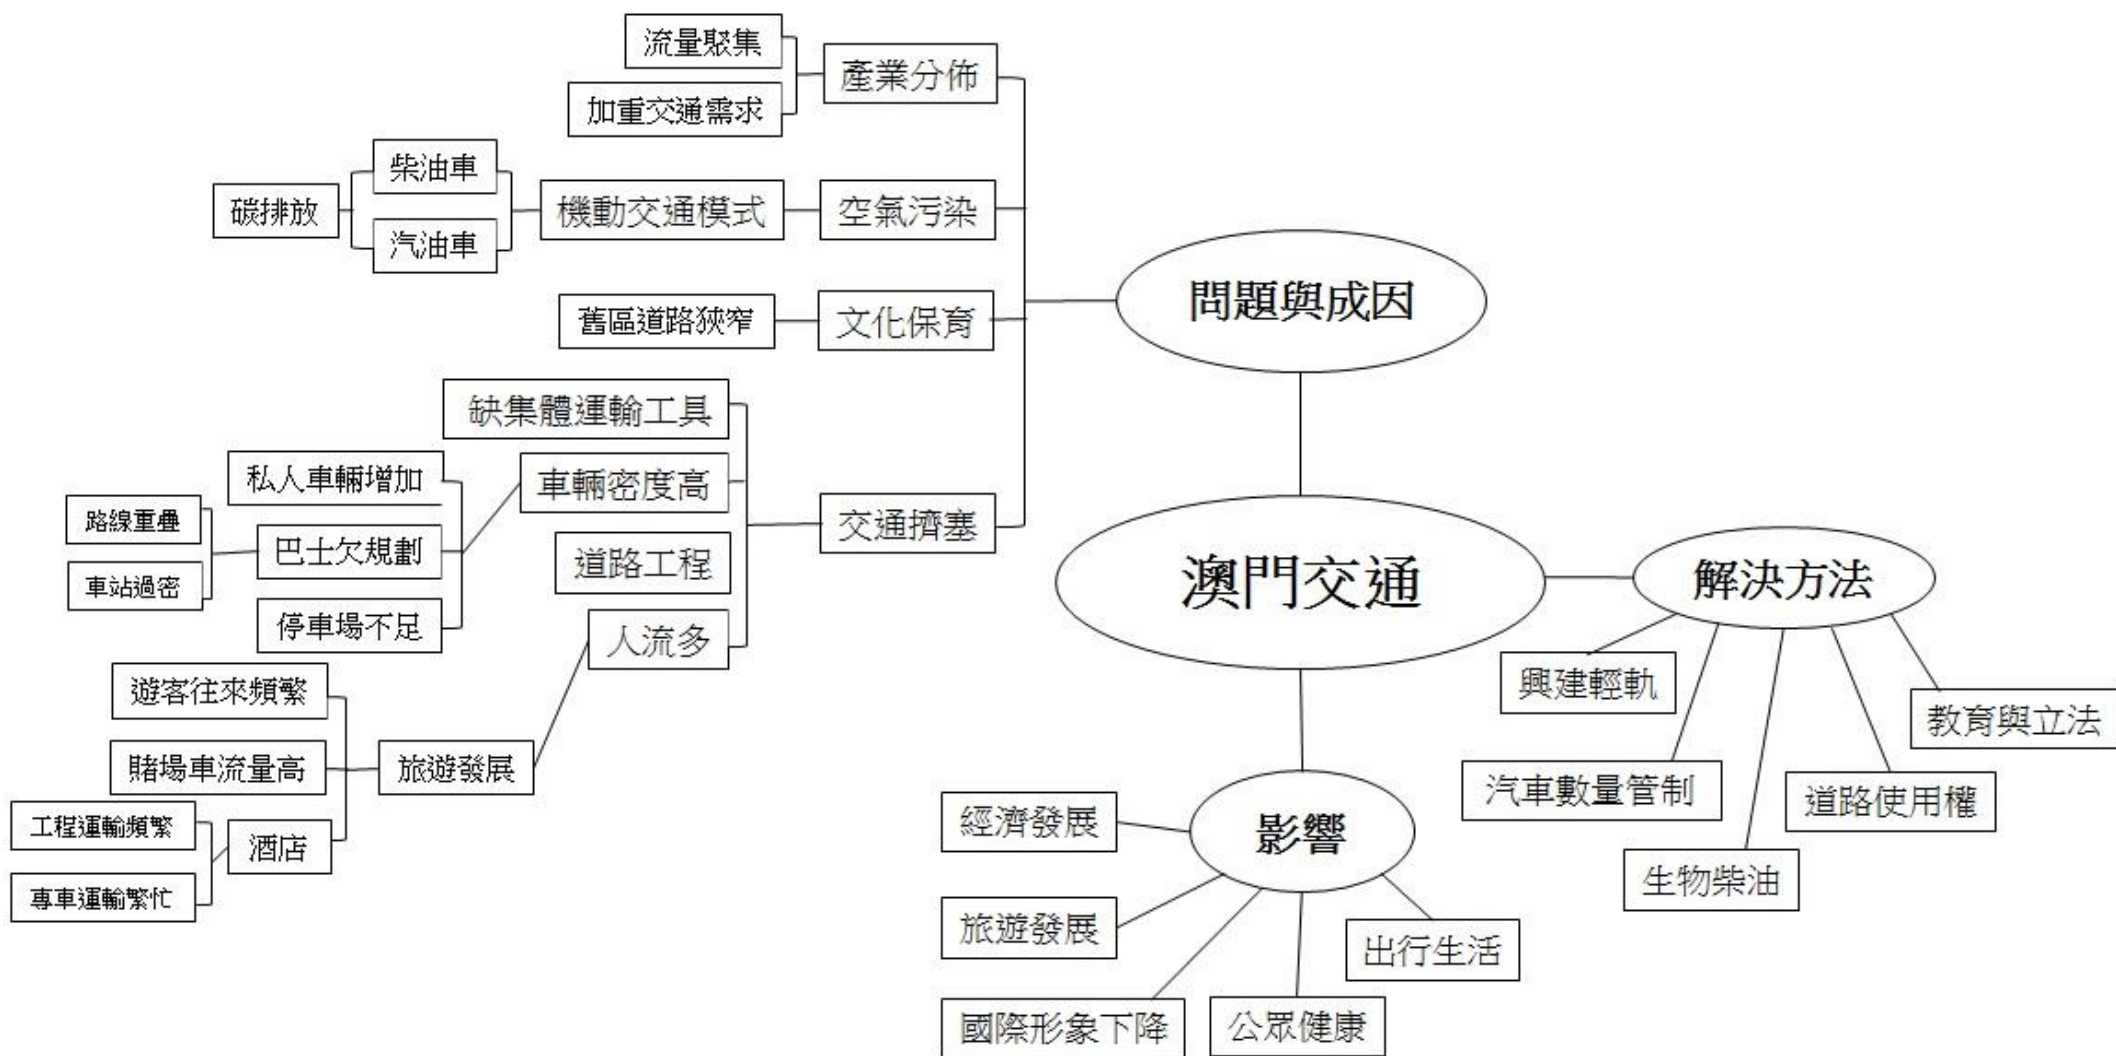 流量聚集
加重交通需求
產業分佈
柴油車
汽油車
碳排放
機動交通模式
空氣污染
舊區道路狹窄
文化保育
問題與成因
缺集體運輸工具
私人車輛增加
車輛密度高
路線重疊
車站過密
巴士欠規劃
停車場不足
道路工程
交通擠塞
人流多
遊客往來頻繁
賭場車流量高
旅遊發展
工程運輸頻繁
專車運輸繁忙
酒店
澳門交通
解決方法
興建輕軌
汽車數量管制
生物柴油
道路使用權
教育與立法
影響
經濟發展
旅遊發展
國際形象下降
公眾健康
出行生活